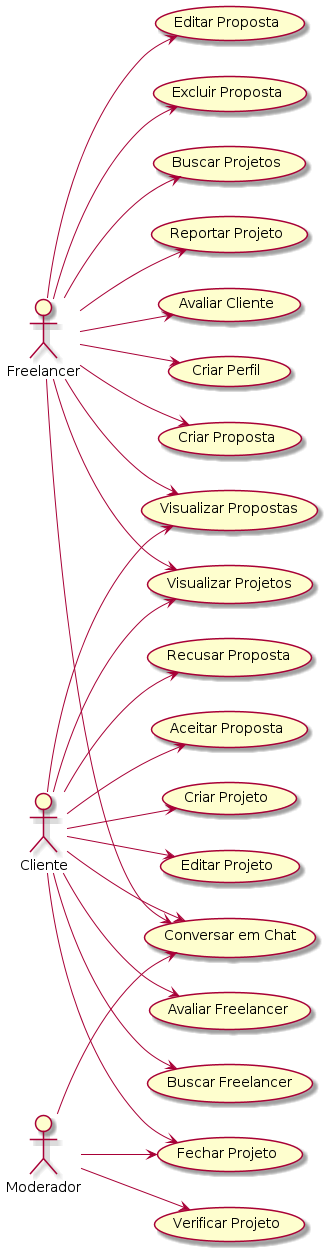 Editar Proposta
Excluir Proposta
Buscar Projetos
Reportar Projeto
Avaliar Cliente
Freelancer
Criar Perfil
Criar Proposta
Visualizar Propostas
Visualizar Projetos
Recusar Proposta
Aceitar Proposta
Criar Projeto
Cliente
Editar Projeto
Conversar em Chat
Avaliar Freelancer
Buscar Freelancer
Fechar Projeto
Moderador
Verificar Projeto